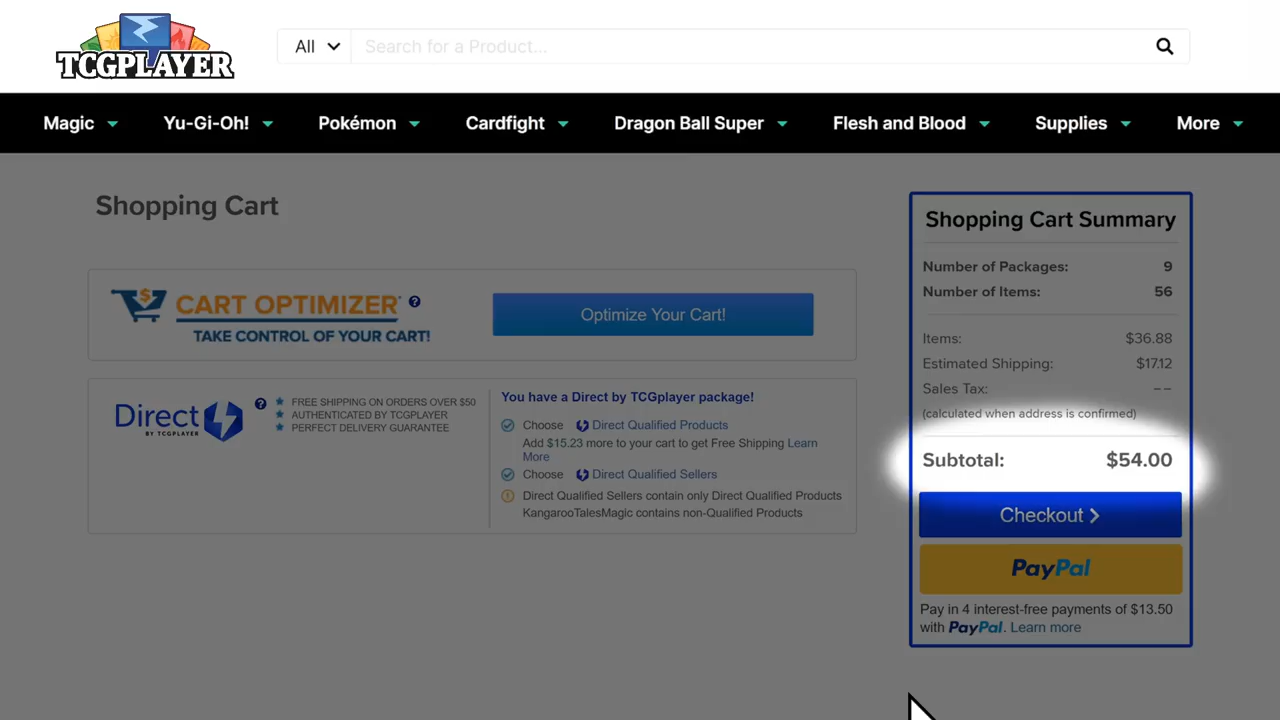 TCGPLAYER
All
Search for a Product...
Magic Yu-Gi-Oh! Pokémon Cardfight Dragon Ball Super Flesh and Blood Supplies More
Shopping Cart
CART OPTIMIZER
TAKE CONTROL OF YOUR CART!
Optimize Your Cart!
Direct
BY TCGPLAYER
FREE SHIPPING ON ORDERS OVER $50
AUTHENTICATED BY TCGPLAYER
PERFECT DELIVERY GUARANTEE
You have a Direct by TCGplayer package!
Choose Direct Qualified Products
Add $15.23 more to your cart to get Free Shipping Learn
More
Choose Direct Qualified Sellers
Direct Qualified Sellers contain only Direct Qualified Products
KangarooTalesMagic contains non-Qualified Products
Shopping Cart Summary
Number of Packages: 9
Number of Items: 56
Items: $36.88
Estimated Shipping: $17.12
Sales Tax: --
(calculated when address is confirmed)
Subtotal: $54.00
Checkout
PayPal
Pay in 4 interest-free payments of $13.50
with PayPal. Learn more